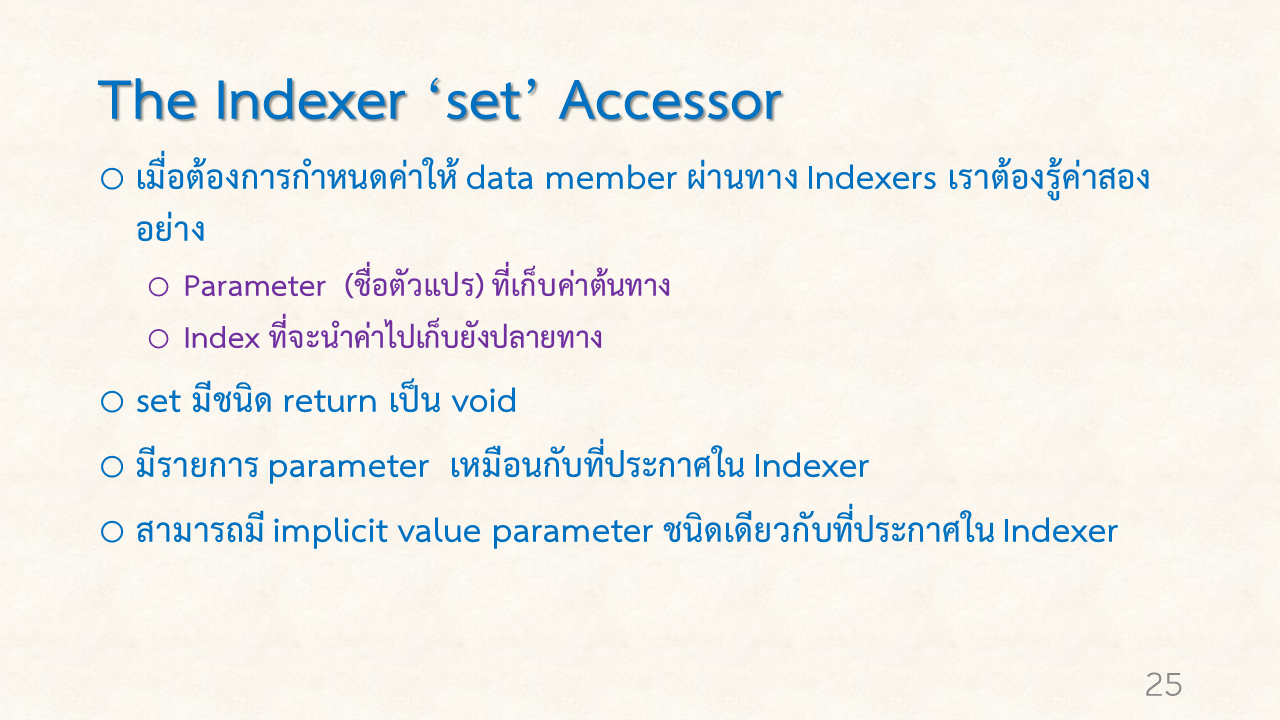 The Indexer ‘set’ Accessor
เมื่อต้องการกำหนดค่าให้ data member ผ่านทาง Indexers เราต้องรู้ค่าสอง
อย่าง
Parameter (ชื่อตัวแปร) ที่เก็บค่าต้นทาง
Index ที่จะนำค่าไปเก็บยังปลายทาง
set มีชนิด return เป็น void
มีรายการ parameter เหมือนกับที่ประกาศใน Indexer
สามารถมี implicit value parameter ชนิดเดียวกับที่ประกาศใน Indexer
25